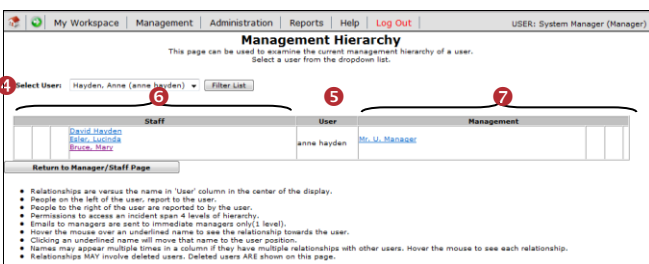 My Workspace | Management | Administration | Reports | Help | Log Out | USER: System Manager (Manager)
Management Hierarchy
This page can be used to examine the current management hierarchy of a user.
Select a user from the dropdown list.
4 Select User: Hayden, Anne (anne hayden) Filter List
6 5 7
Staff User Management
David Hayden
Esler, Lucinda anne hayden Mr. U. Manager
Bruce, Mary
Return to Manager/Staff Page
• Relationships are versus the name in 'User' column in the center of the display.
• People on the left of the user, report to the user.
• People to the right of the user are reported to by the user.
• Permissions to access an incident span 4 levels of hierarchy.
• Emails to managers are sent to immediate managers only(1 level).
• Hover the mouse over an underlined name to see the relationship towards the user.
• Clicking an underlined name will move that name to the user position.
• Names may appear multiple times in a column if they have multiple relationships with other users. Hover the mouse to see each relationship.
• Relationships MAY involve deleted users. Deleted users ARE shown on this page.